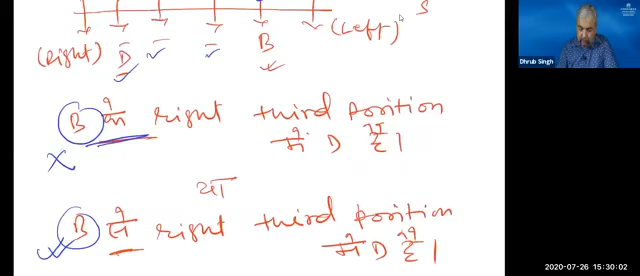 S
(Right) D B (Left)
Dhrub Singh
B के right third position
में D है।
X
या
B से right third position
में D है।
2020-07-26 15:30:02